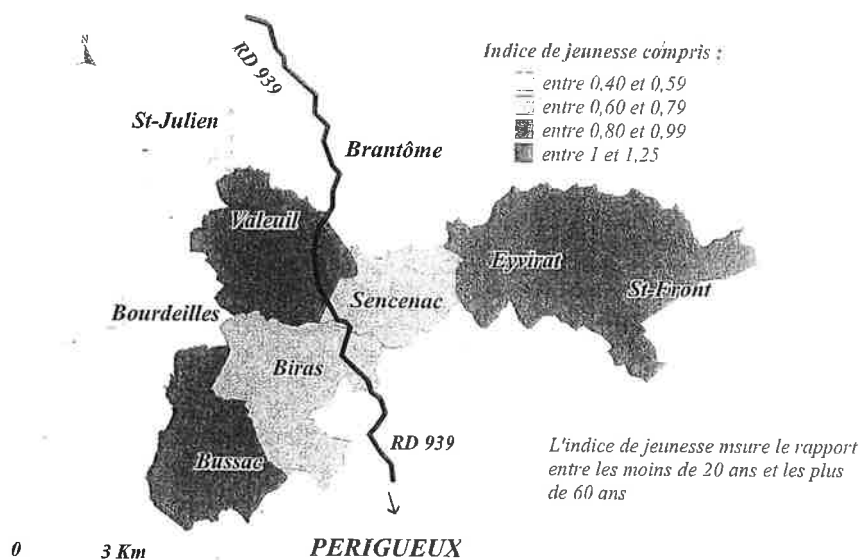 N
RD 939
Indice de jeunesse compris :
entre 0,40 et 0,59
entre 0,60 et 0,79
entre 0,80 et 0,99
entre 1 et 1,25
St-Julien
Brantôme
Valeuil
Eyvirat
St-Front
Sencenac
Bourdeilles
Biras
Bussac
RD 939
L'indice de jeunesse msure le rapport
entre les moins de 20 ans et les plus
de 60 ans
0 3 Km
PERIGUEUX